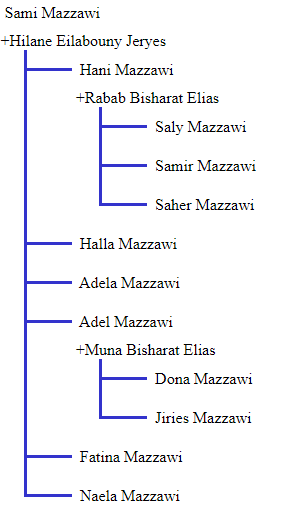 Sami Mazzawi
+Hilane Eilabouny Jeryes
Hani Mazzawi
+Rabab Bisharat Elias
Saly Mazzawi
Samir Mazzawi
Saher Mazzawi
Halla Mazzawi
Adela Mazzawi
Adel Mazzawi
+Muna Bisharat Elias
Dona Mazzawi
Jiries Mazzawi
Fatina Mazzawi
Naela Mazzawi